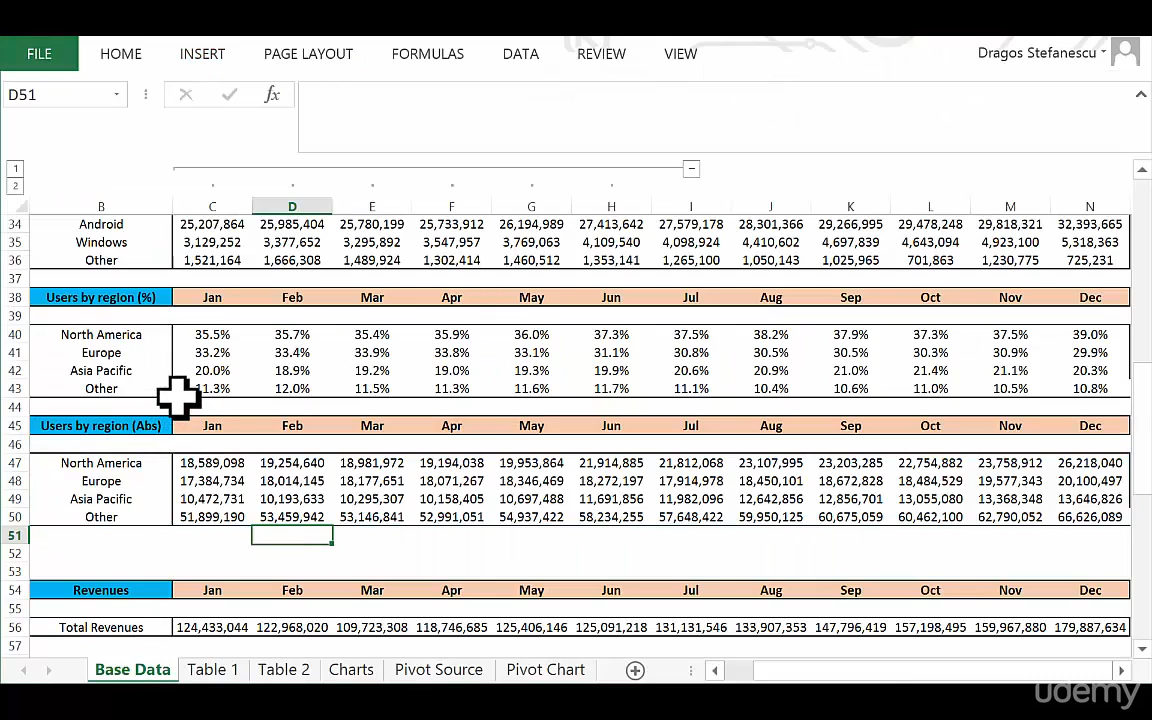 FILE HOME INSERT PAGE LAYOUT FORMULAS DATA REVIEW VIEW Dragos Stefanescu
D51 fx
1
2
B C D E F G H I J K L M N
34 Android 25,207,864 25,985,404 25,780,199 25,733,912 26,194,989 27,413,642 27,579,178 28,301,366 29,266,995 29,478,248 29,818,321 32,393,665
35 Windows 3,129,252 3,377,652 3,295,892 3,547,957 3,769,063 4,109,540 4,098,924 4,410,602 4,697,839 4,643,094 4,923,100 5,318,363
36 Other 1,521,164 1,666,308 1,489,924 1,302,414 1,460,512 1,353,141 1,265,100 1,050,143 1,025,965 701,863 1,230,775 725,231
37
38 Users by region (%) Jan Feb Mar Apr May Jun Jul Aug Sep Oct Nov Dec
39
40 North America 35.5% 35.7% 35.4% 35.9% 36.0% 37.3% 37.5% 38.2% 37.9% 37.3% 37.5% 39.0%
41 Europe 33.2% 33.4% 33.9% 33.8% 33.1% 31.1% 30.8% 30.5% 30.5% 30.3% 30.9% 29.9%
42 Asia Pacific 20.0% 18.9% 19.2% 19.0% 19.3% 19.9% 20.6% 21.0% 21.0% 21.4% 21.1% 20.3%
43 Other 11.3% 12.0% 11.5% 11.3% 11.6% 11.7% 11.1% 10.4% 10.6% 11.0% 10.5% 10.8%
44
45 Users by region (Abs) Jan Feb Mar Apr May Jun Jul Aug Sep Oct Nov Dec
46
47 North America 18,589,098 19,254,640 18,981,972 19,194,038 19,953,864 21,914,885 21,812,068 23,107,995 23,203,285 22,754,882 23,758,912 26,218,040
48 Europe 17,384,734 18,014,145 18,177,651 18,071,267 18,346,469 18,272,197 17,914,978 18,450,101 18,672,828 18,484,529 19,577,343 20,100,497
49 Asia Pacific 10,472,731 10,193,633 10,295,307 10,158,405 10,697,488 11,691,856 11,982,096 12,642,856 12,856,701 13,055,080 13,368,348 13,646,826
50 Other 51,899,190 53,459,942 53,146,841 52,991,051 54,937,422 58,234,255 57,648,422 59,950,125 60,675,059 60,462,100 62,790,052 66,626,089
51
52
53
54 Revenues Jan Feb Mar Apr May Jun Jul Aug Sep Oct Nov Dec
55
56 Total Revenues 124,433,044 122,968,020 109,723,308 118,746,685 125,406,146 125,091,218 131,131,546 133,907,353 147,796,419 157,198,495 159,967,880 179,887,634
57
Base Data Table 1 Table 2 Charts Pivot Source Pivot Chart
udemy